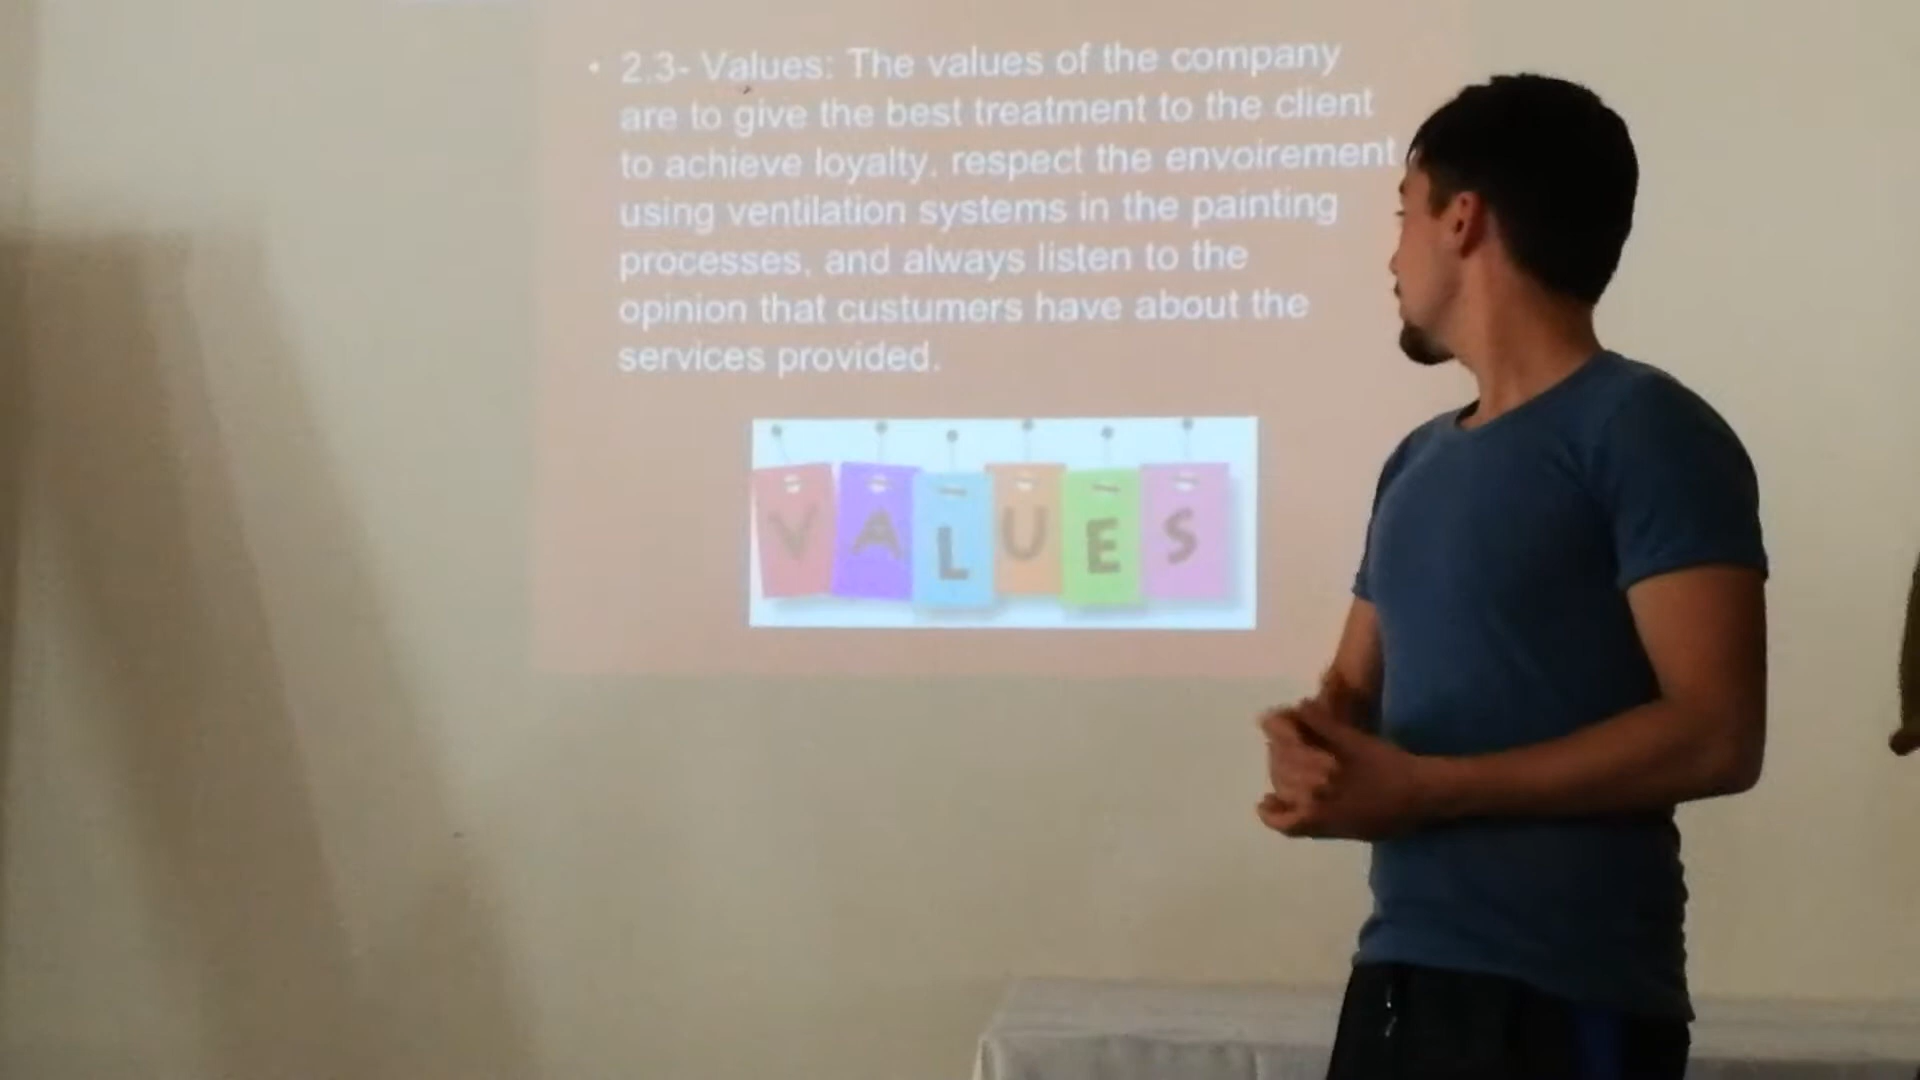 • 2.3- Values: The values of the company
are to give the best treatment to the client
to achieve loyalty, respect the envoirement
using ventilation systems in the painting
processes, and always listen to the
opinion that custumers have about the
services provided.
VALUES